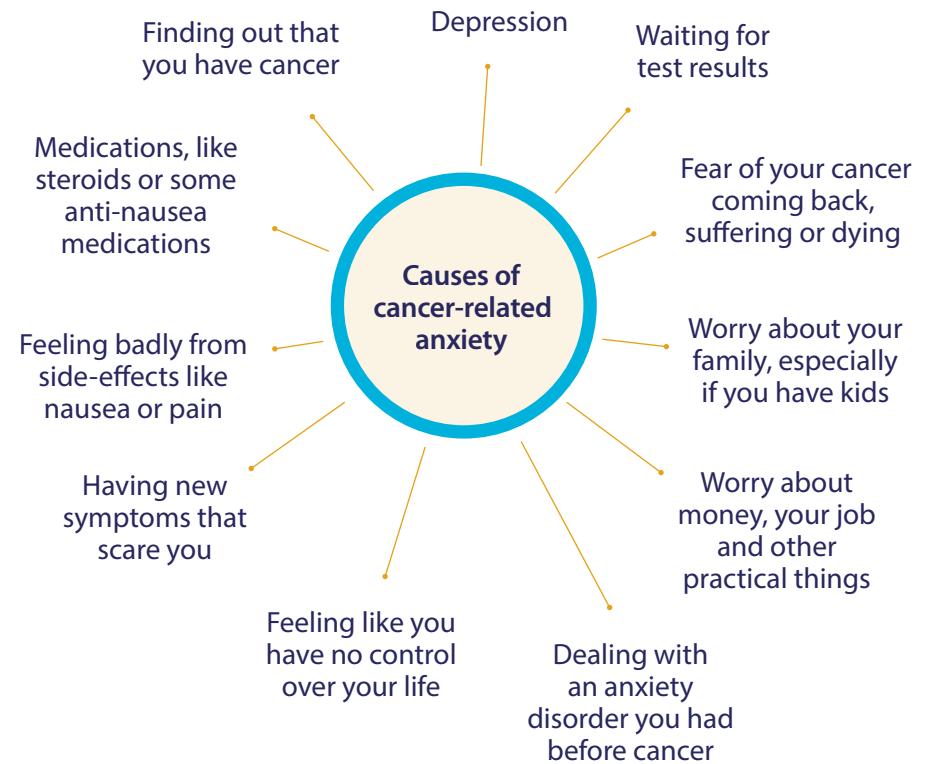 Causes of
cancer-related
anxiety
Depression
Waiting for
test results
Fear of your cancer
coming back,
suffering or dying
Worry about your
family, especially
if you have kids
Worry about
money, your job
and other
practical things
Dealing with
an anxiety
disorder you had
before cancer
Feeling like you
have no control
over your life
Having new
symptoms that
scare you
Feeling badly from
side-effects like
nausea or pain
Medications, like
steroids or some
anti-nausea
medications
Finding out that
you have cancer